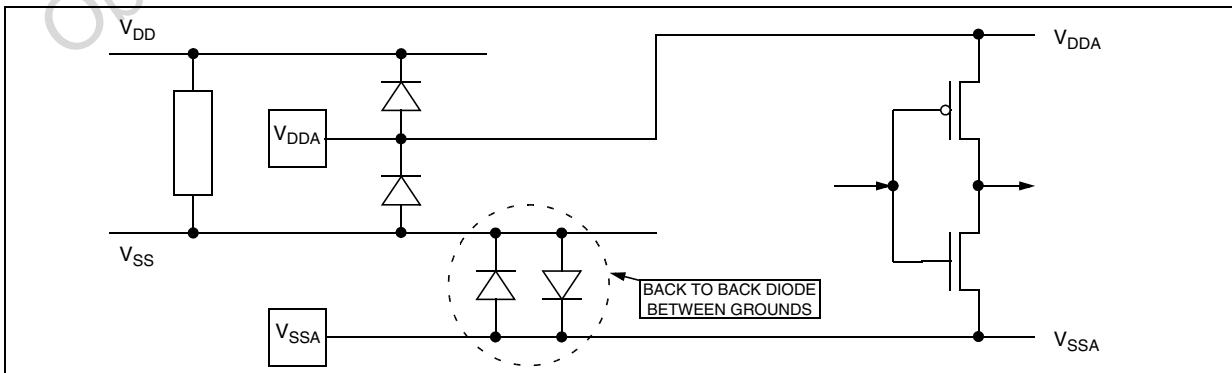 V_DD
V_DDA
V_DDA
V_SS
BACK TO BACK DIODE
BETWEEN GROUNDS
V_SSA
V_SSA